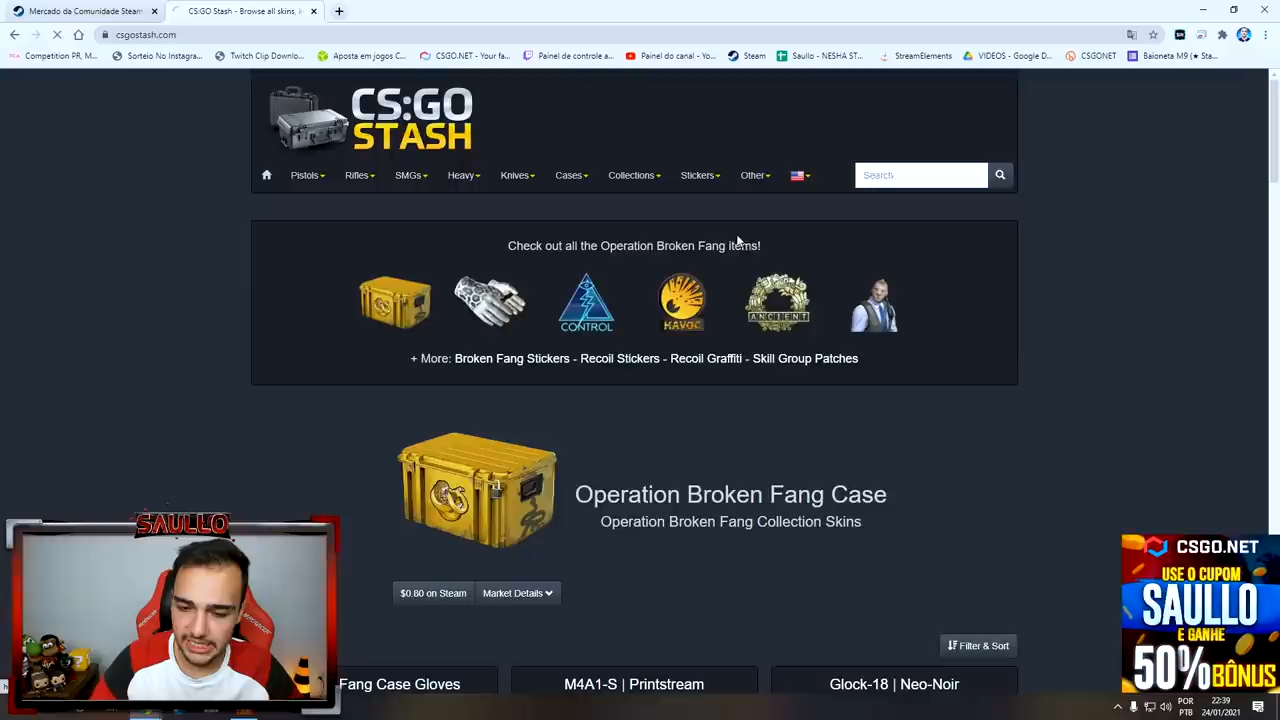 Mercado da Comunidade Steam
CS:GO Stash - Browse all skins,
csgostash.com
Competition PR, M...
Sorteio No Instagra...
Twitch Clip Downlo...
Aposta em jogos C...
CSGO.NET - Your fa...
Painel de controle a...
Painel do canal - Yo...
Steam
Saullo - NESHA ST...
StreamElements
VIDEOS - Google D...
CSGONET
Baioneta M9 (★ Sta...
CS:GO
STASH
Pistols
Rifles
SMGs
Heavy
Knives
Cases
Collections
Stickers
Other
Search
Check out all the Operation Broken Fang items!
CONTROL
HAVOC
ANCIENT
+ More: Broken Fang Stickers - Recoil Stickers - Recoil Graffiti - Skill Group Patches
Operation Broken Fang Case
Operation Broken Fang Collection Skins
$0.80 on Steam
Market Details
Filter & Sort
Fang Case Gloves
M4A1-S | Printstream
Glock-18 | Neo-Noir
SAULLO
CSGO.NET
USE O CUPOM
SAULLO
E GANHE
50% BÔNUS
POR
PTB
22:39
24/01/2021